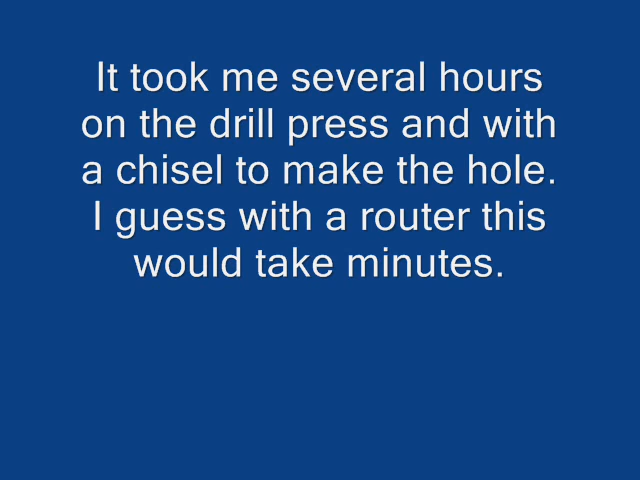 It took me several hours
on the drill press and with
a chisel to make the hole.
I guess with a router this
would take minutes.